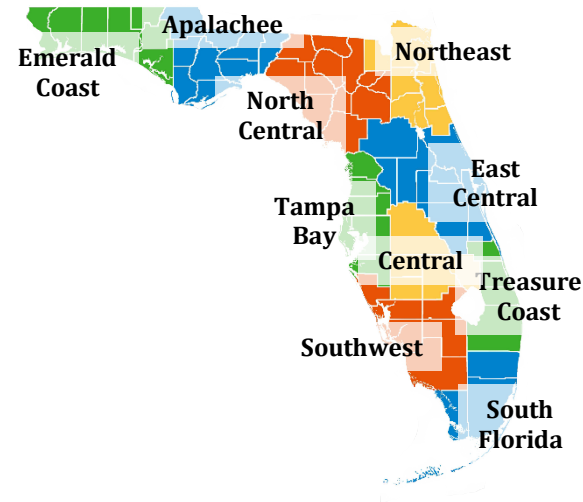 Apalachee
Emerald
Coast
Northeast
North
Central
East
Central
Tampa
Bay
Central
Treasure
Coast
Southwest
South
Florida